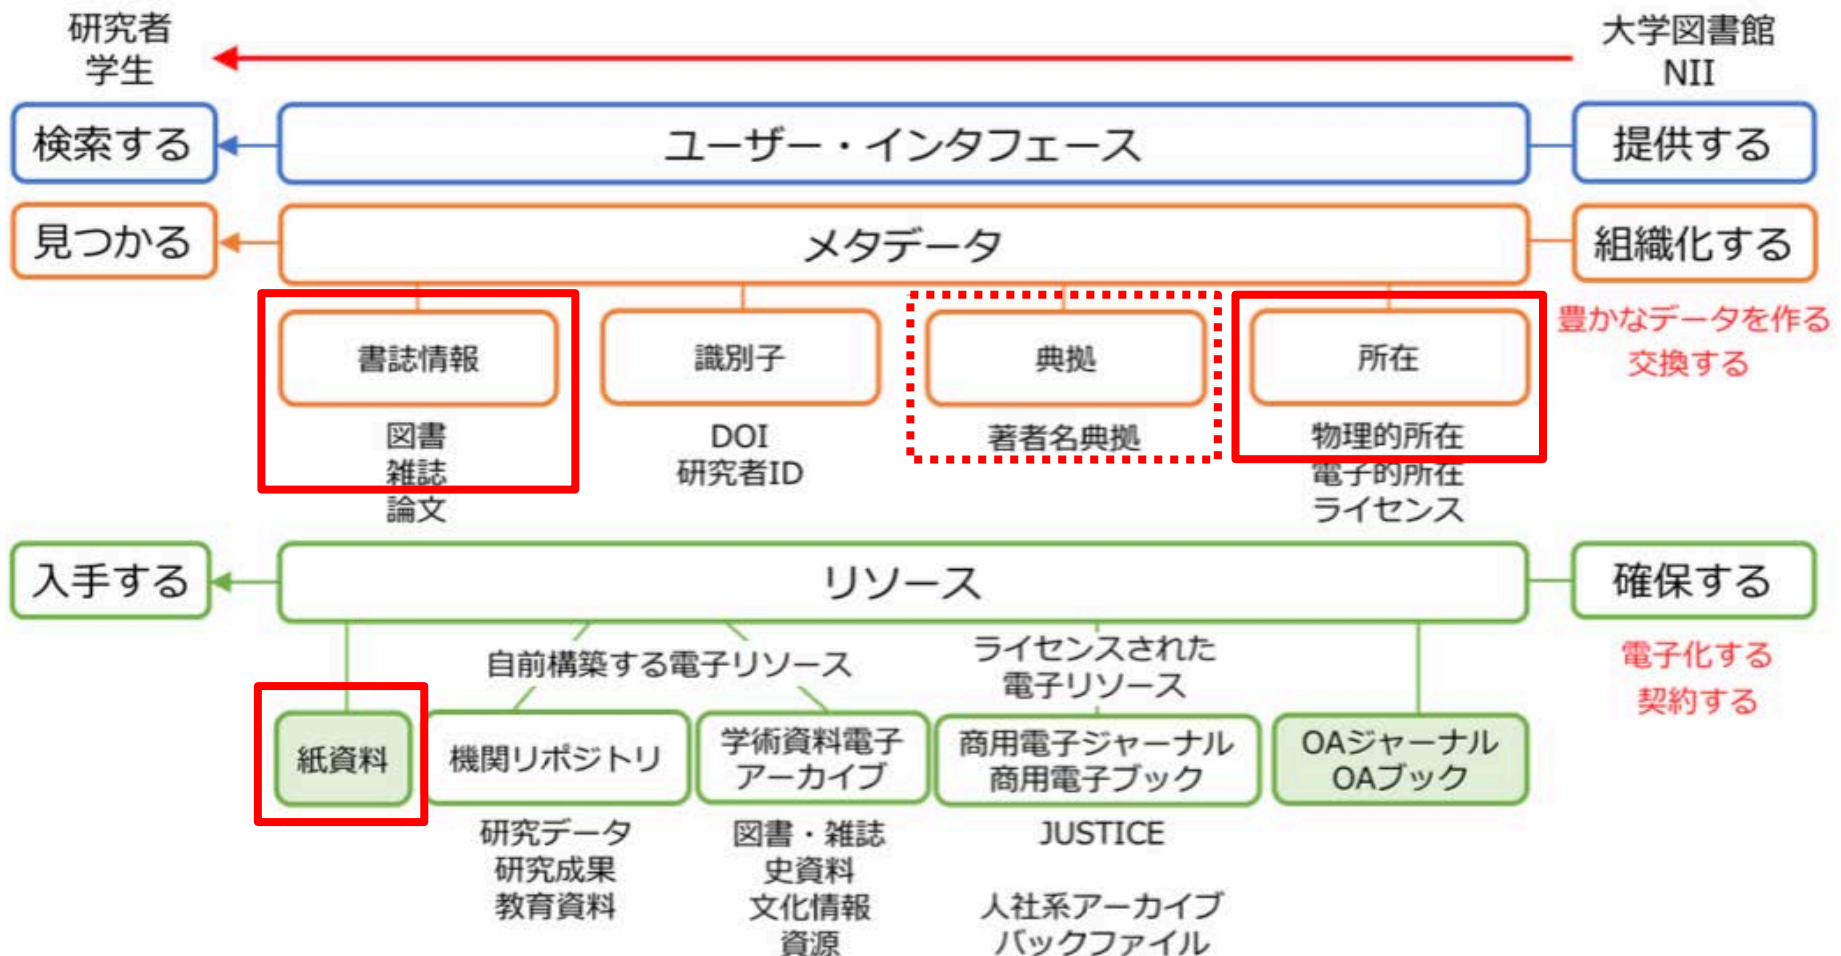 研究者
学生
大学図書館
NII
検索する
ユーザー・インタフェース
提供する
見つかる
メタデータ
組織化する
書誌情報
識別子
典拠
所在
豊かなデータを作る
交換する
図書
雑誌
論文
DOI
研究者ID
著者名典拠
物理的所在
電子的所在
ライセンス
入手する
リソース
確保する
自前構築する電子リソース
ライセンスされた
電子リソース
電子化する
契約する
紙資料
機関リポジトリ
学術資料電子
アーカイブ
商用電子ジャーナル
商用電子ブック
OAジャーナル
OAブック
研究データ
研究成果
教育資料
図書・雑誌
史資料
文化情報
資源
JUSTICE
人社系アーカイブ
バックファイル